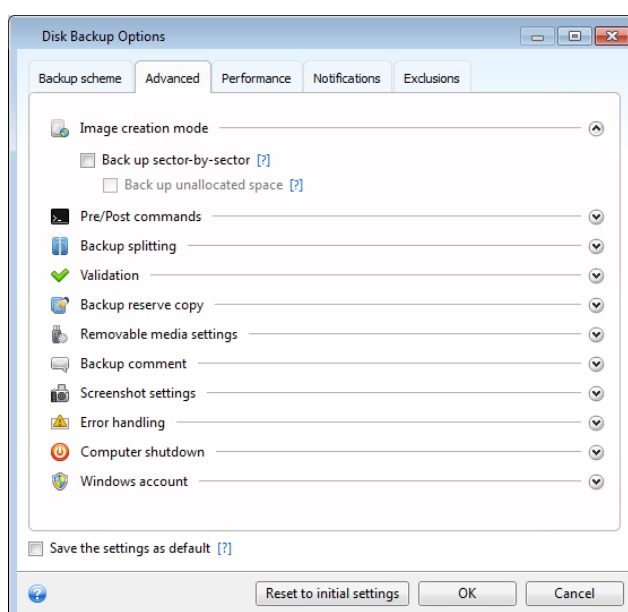 Disk Backup Options
Backup scheme Advanced Performance Notifications Exclusions
Image creation mode
Back up sector-by-sector [?]
Back up unallocated space [?]
Pre/Post commands
Backup splitting
Validation
Backup reserve copy
Removable media settings
Backup comment
Screenshot settings
Error handling
Computer shutdown
Windows account
Save the settings as default [?]
Reset to initial settings OK Cancel